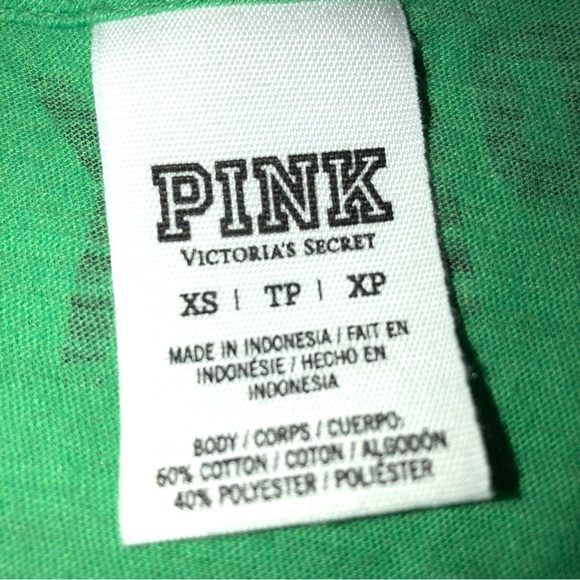 PINK
VICTORIA'S SECRET
XS | TP | XP
MADE IN INDONESIA / FAIT EN
INDONÉSIE / HECHO EN
INDONESIA
BODY / CORPS / CUERPO:
60% COTTON / COTON / ALGODÓN
40% POLYESTER / POLIÉSTER